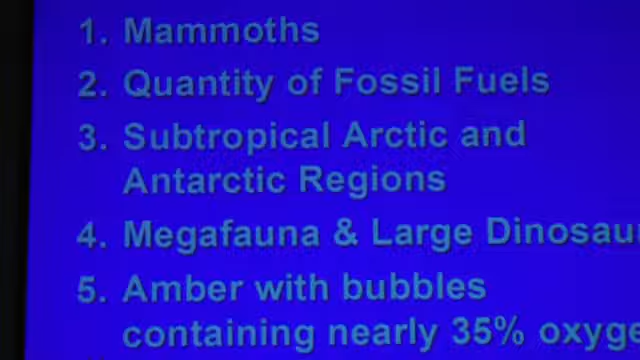 1. Mammoths
2. Quantity of Fossil Fuels
3. Subtropical Arctic and
Antarctic Regions
4. Megafauna & Large Dinosau
5. Amber with bubbles
containing nearly 35% oxyge